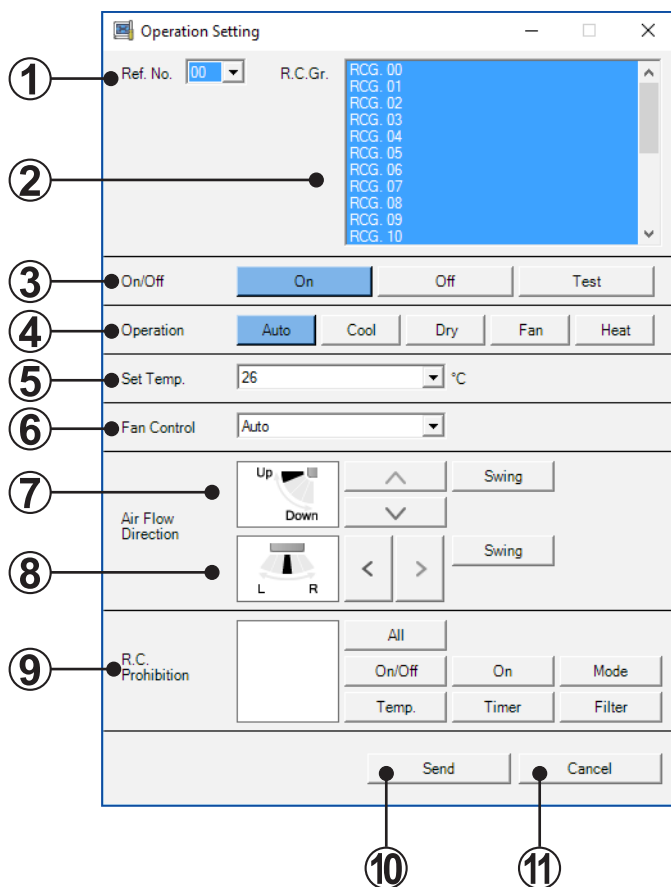 Operation Setting
① Ref. No. 00 R.C.Gr. RCG. 00
RCG. 01
RCG. 02
RCG. 03
RCG. 04
RCG. 05
② RCG. 06
RCG. 07
RCG. 08
RCG. 09
RCG. 10
③ On/Off On Off Test
④ Operation Auto Cool Dry Fan Heat
⑤ Set Temp. 26 °C
⑥ Fan Control Auto
Up Swing
⑦
Down
Air Flow
Direction
Swing
⑧
L R
All
⑨ R.C.
Prohibition
On/Off On Mode
Temp. Timer Filter
Send Cancel
⑩ ⑪